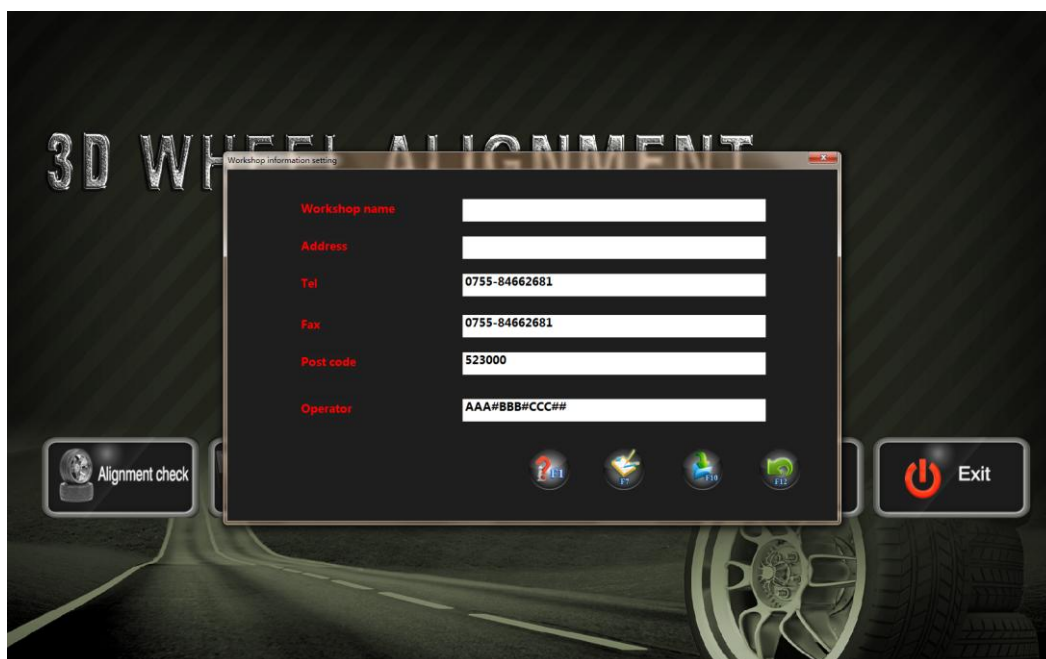 3D WHEEL ALIGNMENT
Workshop information setting
Workshop name
Address
Tel 0755-84662681
Fax 0755-84662681
Post code 523000
Operator AAA#BBB#CCC##
F1 F7 F10 F12
Alignment check
Exit